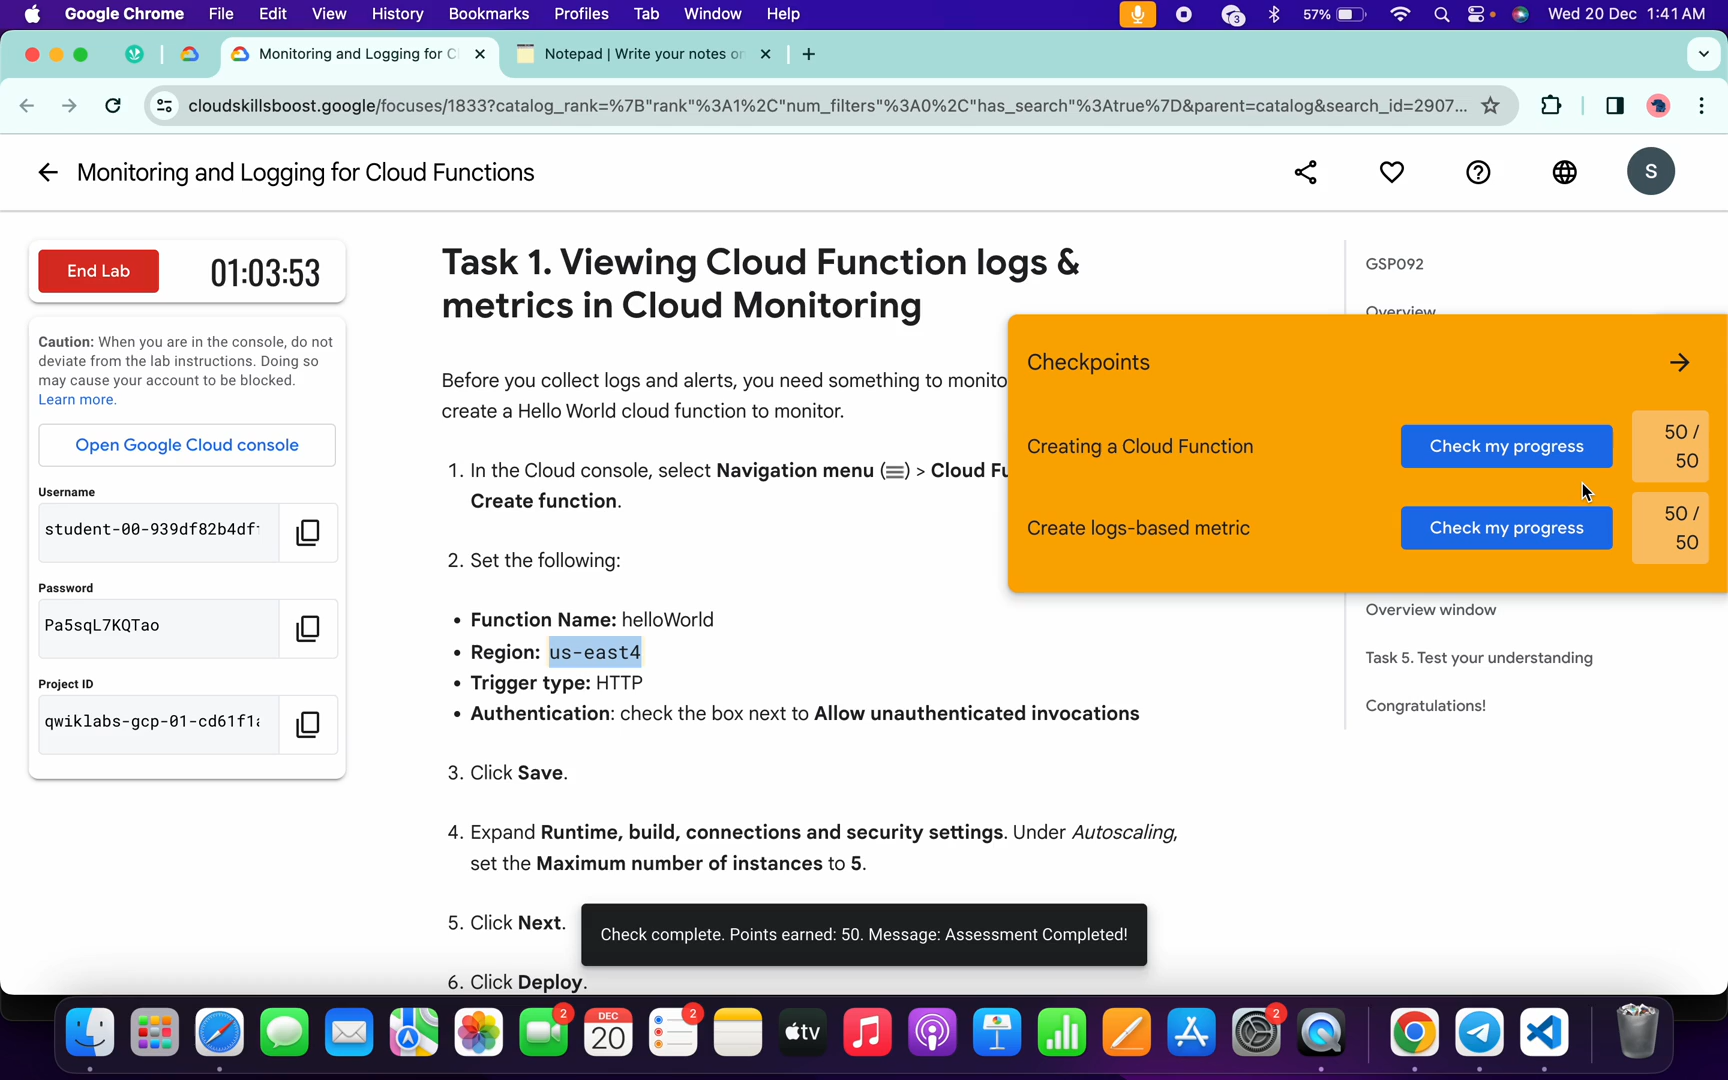 Google Chrome File Edit View History Bookmarks Profiles Tab Window Help 3 57% Wed 20 Dec 1:41 AM
Monitoring and Logging for C
Notepad | Write your notes on
cloudskillsboost.google/focuses/1833?catalog_rank=%7B"rank"%3A1%2C"num_filters"%3A0%2C"has_search"%3Atrue%7D&parent=catalog&search_id=2907...
Monitoring and Logging for Cloud Functions
S
End Lab
01:03:53
Caution: When you are in the console, do not
deviate from the lab instructions. Doing so
may cause your account to be blocked.
Learn more.
Open Google Cloud console
Username
student-00-939df82b4df
Password
Pa5sqL7KQTao
Project ID
qwiklabs-gcp-01-cd61f1
Task 1. Viewing Cloud Function logs &
metrics in Cloud Monitoring
Before you collect logs and alerts, you need something to monito
create a Hello World cloud function to monitor.
1. In the Cloud console, select Navigation menu (≡) > Cloud Fu
Create function.
2. Set the following:
• Function Name: helloWorld
• Region: us-east4
• Trigger type: HTTP
• Authentication: check the box next to Allow unauthenticated invocations
3. Click Save.
4. Expand Runtime, build, connections and security settings. Under Autoscaling,
set the Maximum number of instances to 5.
5. Click Next.
6. Click Deploy.
GSP092
Overview
Checkpoints
Creating a Cloud Function
Check my progress
50 /
50
Create logs-based metric
Check my progress
50 /
50
Overview window
Task 5. Test your understanding
Congratulations!
Check complete. Points earned: 50. Message: Assessment Completed!
2
DEC
20
2
tv
2